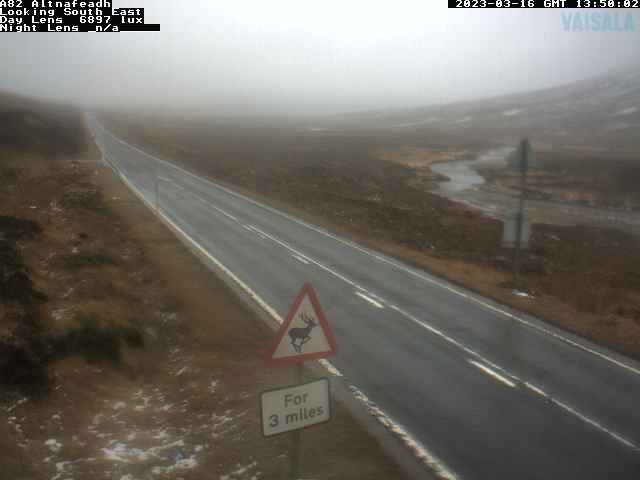 A82 Altnafeadh
Looking South East
Day Lens 6897 lux
Night Lens n/a
2023-03-16 GMT 13:50:02
VAISALA
For
3 miles